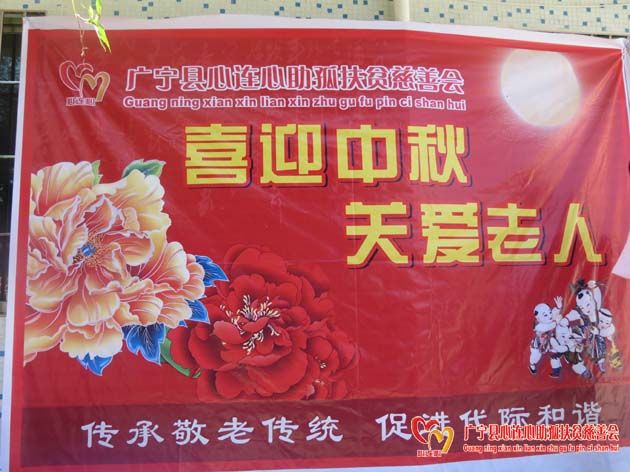 广宁县心连心助孤扶贫慈善会
Guang ning xian xin lian xin zhu gu fu pin ci shan hui
心连心
喜迎中秋
关爱老人
传承敬老传统 促进代际和谐
广宁县心连心助孤扶贫慈善会
Guang ning xian xin lian xin zhu gu fu pin ci shan hui